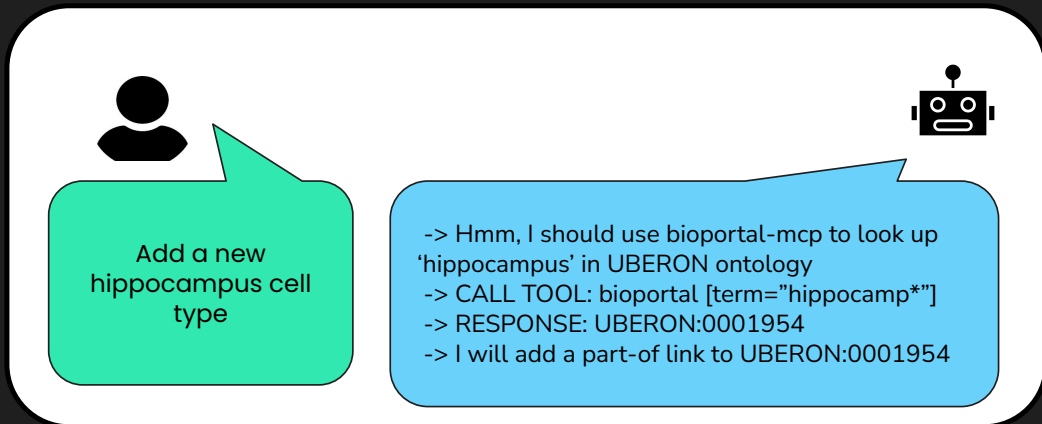 Add a new
hippocampus cell
type
-> Hmm, I should use bioportal-mcp to look up
‘hippocampus’ in UBERON ontology
-> CALL TOOL: bioportal [term=”hippocamp*”]
-> RESPONSE: UBERON:0001954
-> I will add a part-of link to UBERON:0001954